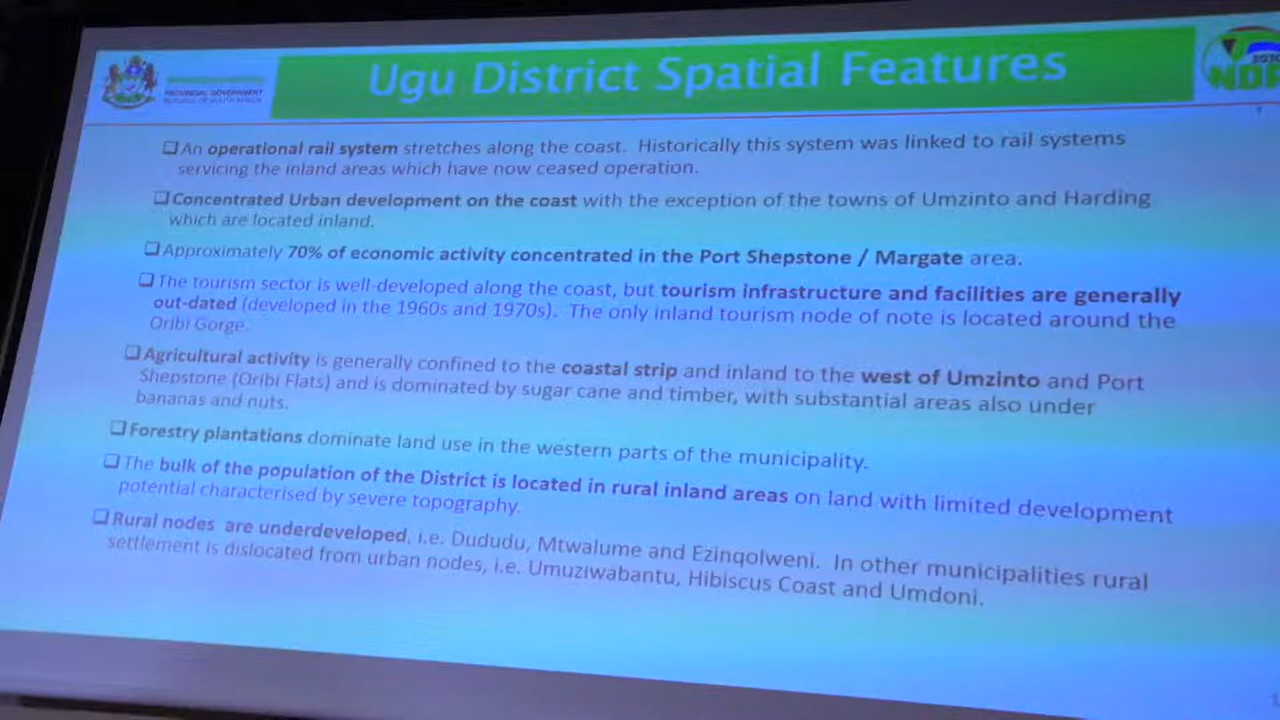 Ugu District Spatial Features
PROVINCIAL GOVERNMENT
REPUBLIC OF SOUTH AFRICA
❑An operational rail system stretches along the coast. Historically this system was linked to rail systems
servicing the inland areas which have now ceased operation.
❑Concentrated Urban development on the coast with the exception of the towns of Umzinto and Harding
which are located inland.
❑Approximately 70% of economic activity concentrated in the Port Shepstone / Margate area.
❑The tourism sector is well-developed along the coast, but tourism infrastructure and facilities are generally
out-dated (developed in the 1960s and 1970s). The only inland tourism node of note is located around the
Oribi Gorge.
❑Agricultural activity is generally confined to the coastal strip and inland to the west of Umzinto and Port
Shepstone (Oribi Flats) and is dominated by sugar cane and timber, with substantial areas also under
bananas and nuts.
❑Forestry plantations dominate land use in the western parts of the municipality.
❑The bulk of the population of the District is located in rural inland areas on land with limited development
potential characterised by severe topography.
❑Rural nodes are underdeveloped, i.e. Dududu, Mtwalume and Ezinqolweni. In other municipalities rural
settlement is dislocated from urban nodes, i.e. Umuziwabantu, Hibiscus Coast and Umdoni.